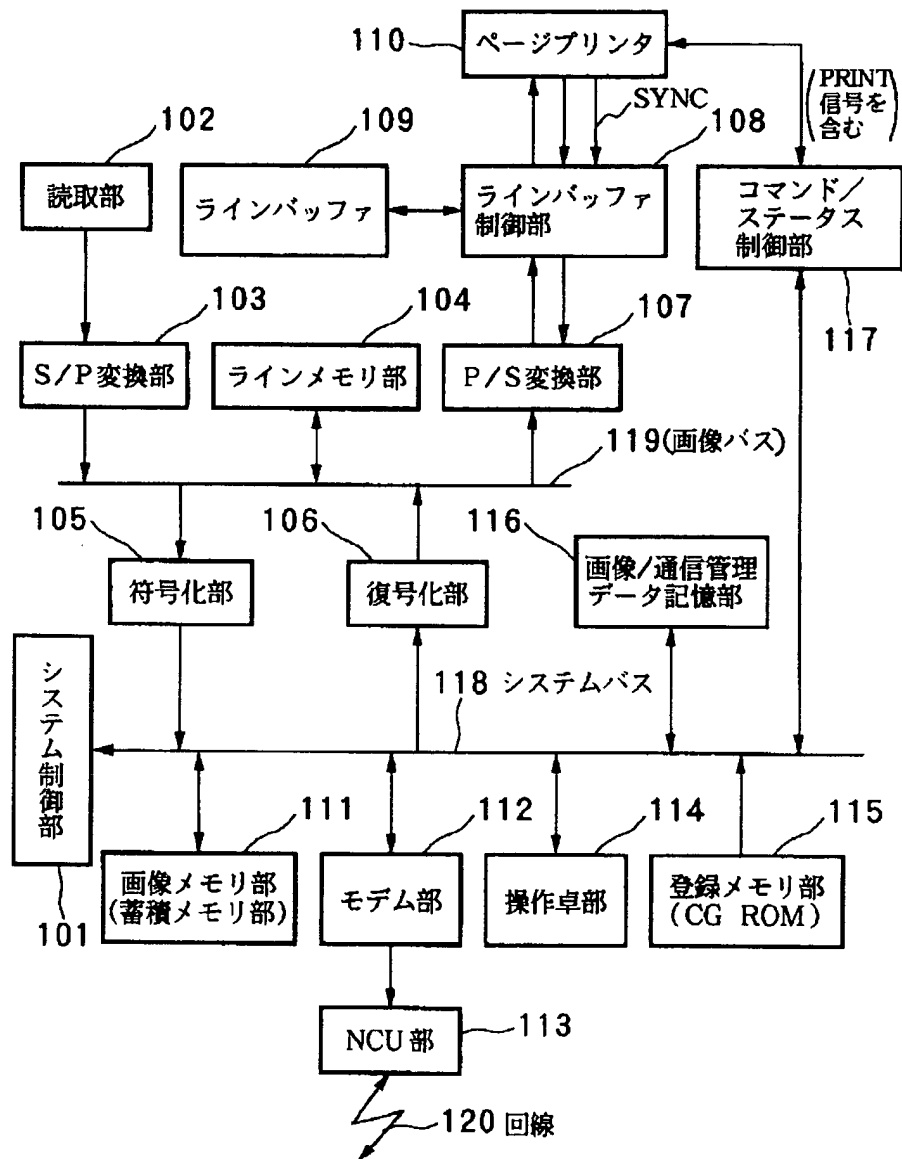 110
ページプリンタ
SYNC
(PRINT
信号を
含む)
102
109
108
読取部
ラインバッファ
ラインバッファ
制御部
コマンド/
ステータス
制御部
103
104
107
117
S/P変換部
ラインメモリ部
P/S変換部
119(画像バス)
105
106
116
符号化部
復号化部
画像/通信管理
データ記憶部
システム制御部
118 システムバス
101
111
112
114
115
画像メモリ部
(蓄積メモリ部)
モデム部
操作卓部
登録メモリ部
(CG ROM)
NCU部
113
120 回線